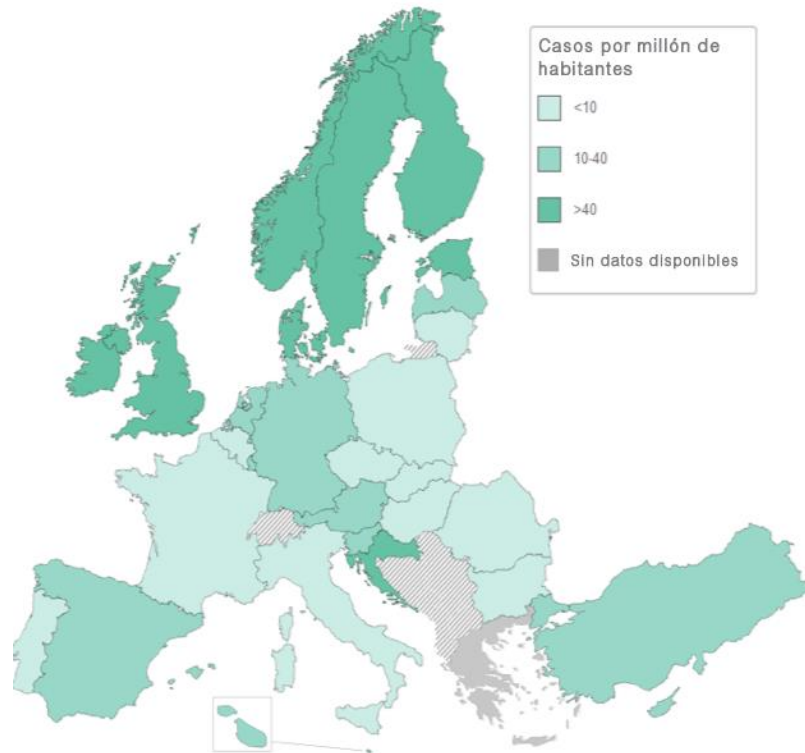 Casos por millón de
habitantes
<10
10-40
>40
Sin datos disponibles